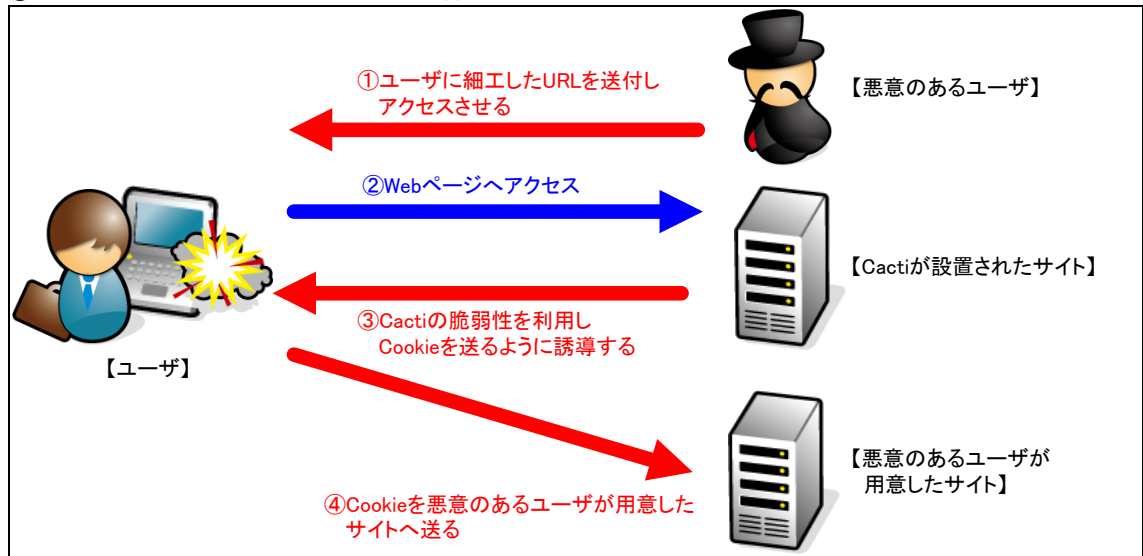 ①ユーザに細工したURLを送付し
アクセスさせる
【悪意のあるユーザ】
②Webページへアクセス
【Cactiが設置されたサイト】
③Cactiの脆弱性を利用し
Cookieを送るように誘導する
【ユーザ】
【悪意のあるユーザが
用意したサイト】
④Cookieを悪意のあるユーザが用意した
サイトへ送る